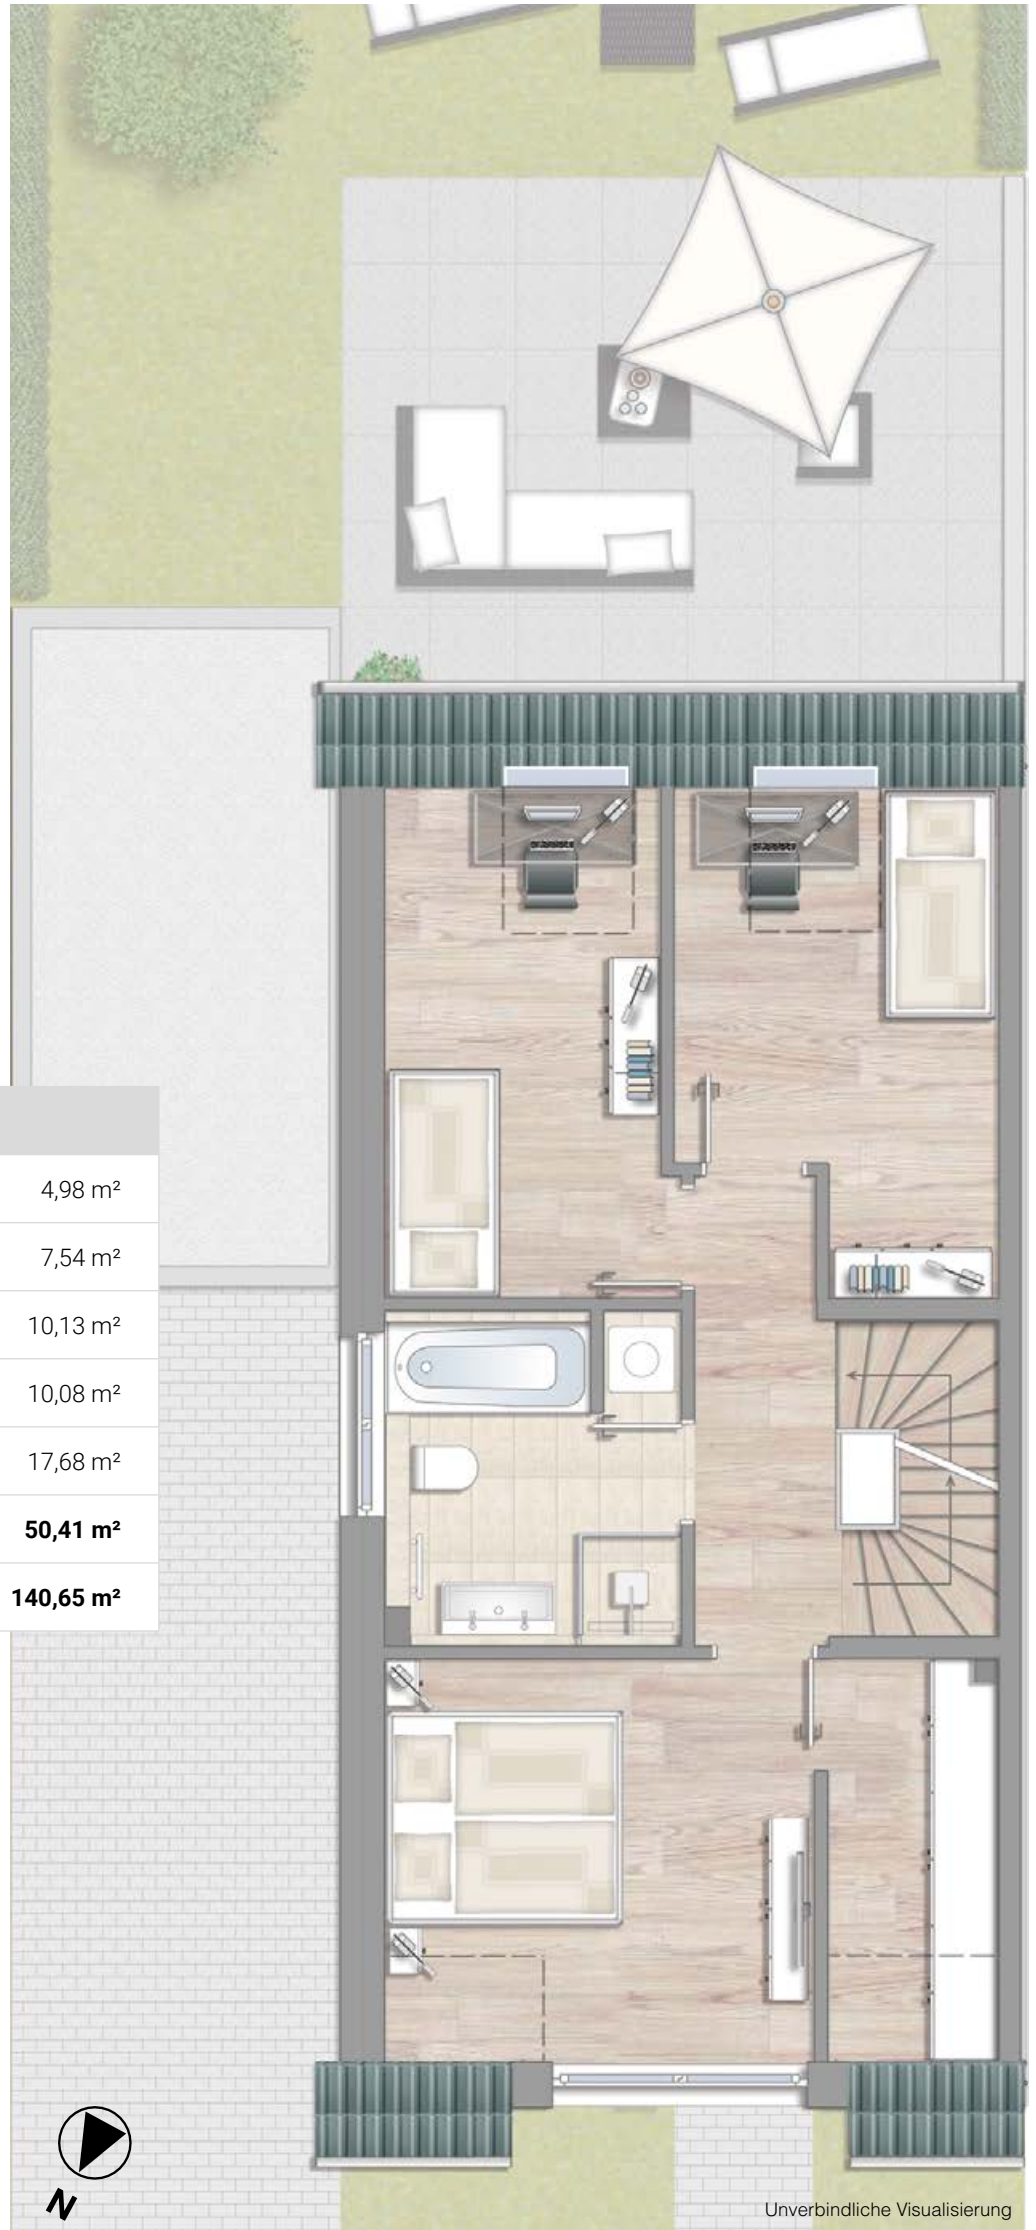 4,98 m²
7,54 m²
10,13 m²
10,08 m²
17,68 m²
50,41 m²
140,65 m²
N
Unverbindliche Visualisierung